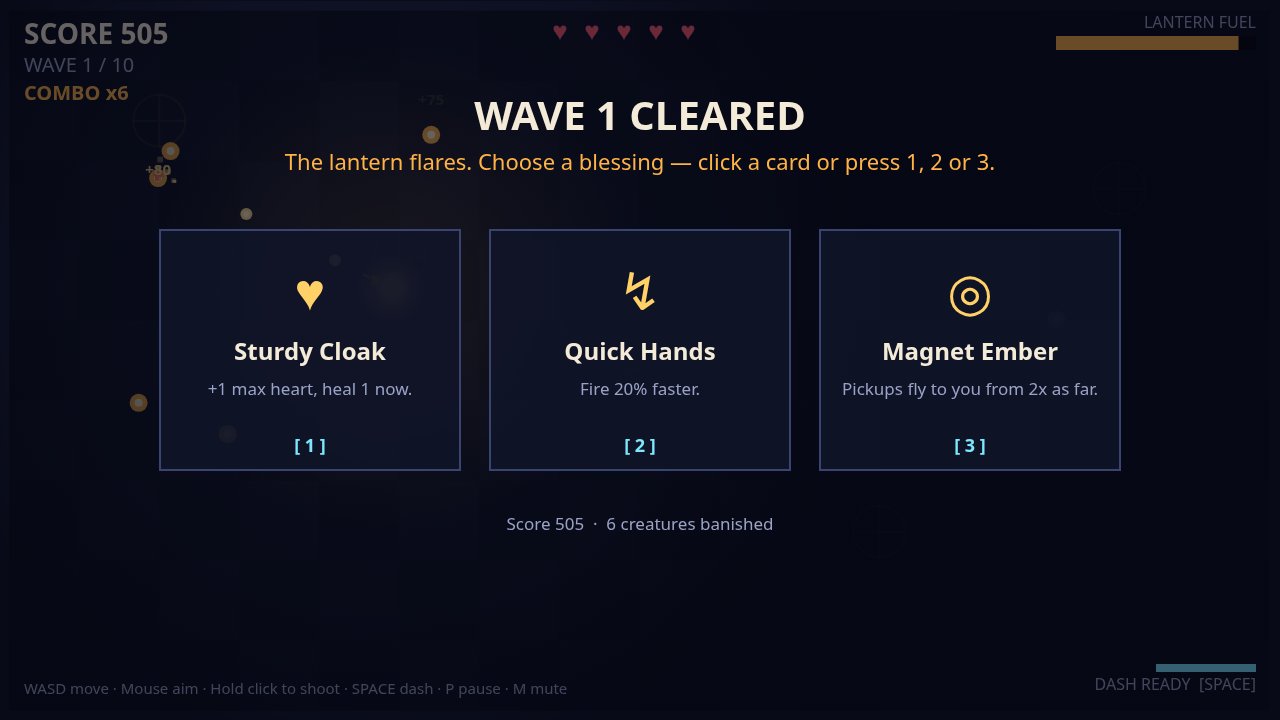 SCORE 505
♥ ♥ ♥ ♥ ♥
LANTERN FUEL
WAVE 1 / 10
COMBO x6
+75
WAVE 1 CLEARED
The lantern flares. Choose a blessing — click a card or press 1, 2 or 3.
+80
♥
Sturdy Cloak
+1 max heart, heal 1 now.
[ 1 ]
↯
Quick Hands
Fire 20% faster.
[ 2 ]
◎
Magnet Ember
Pickups fly to you from 2x as far.
[ 3 ]
Score 505 · 6 creatures banished
WASD move · Mouse aim · Hold click to shoot · SPACE dash · P pause · M mute
DASH READY [SPACE]